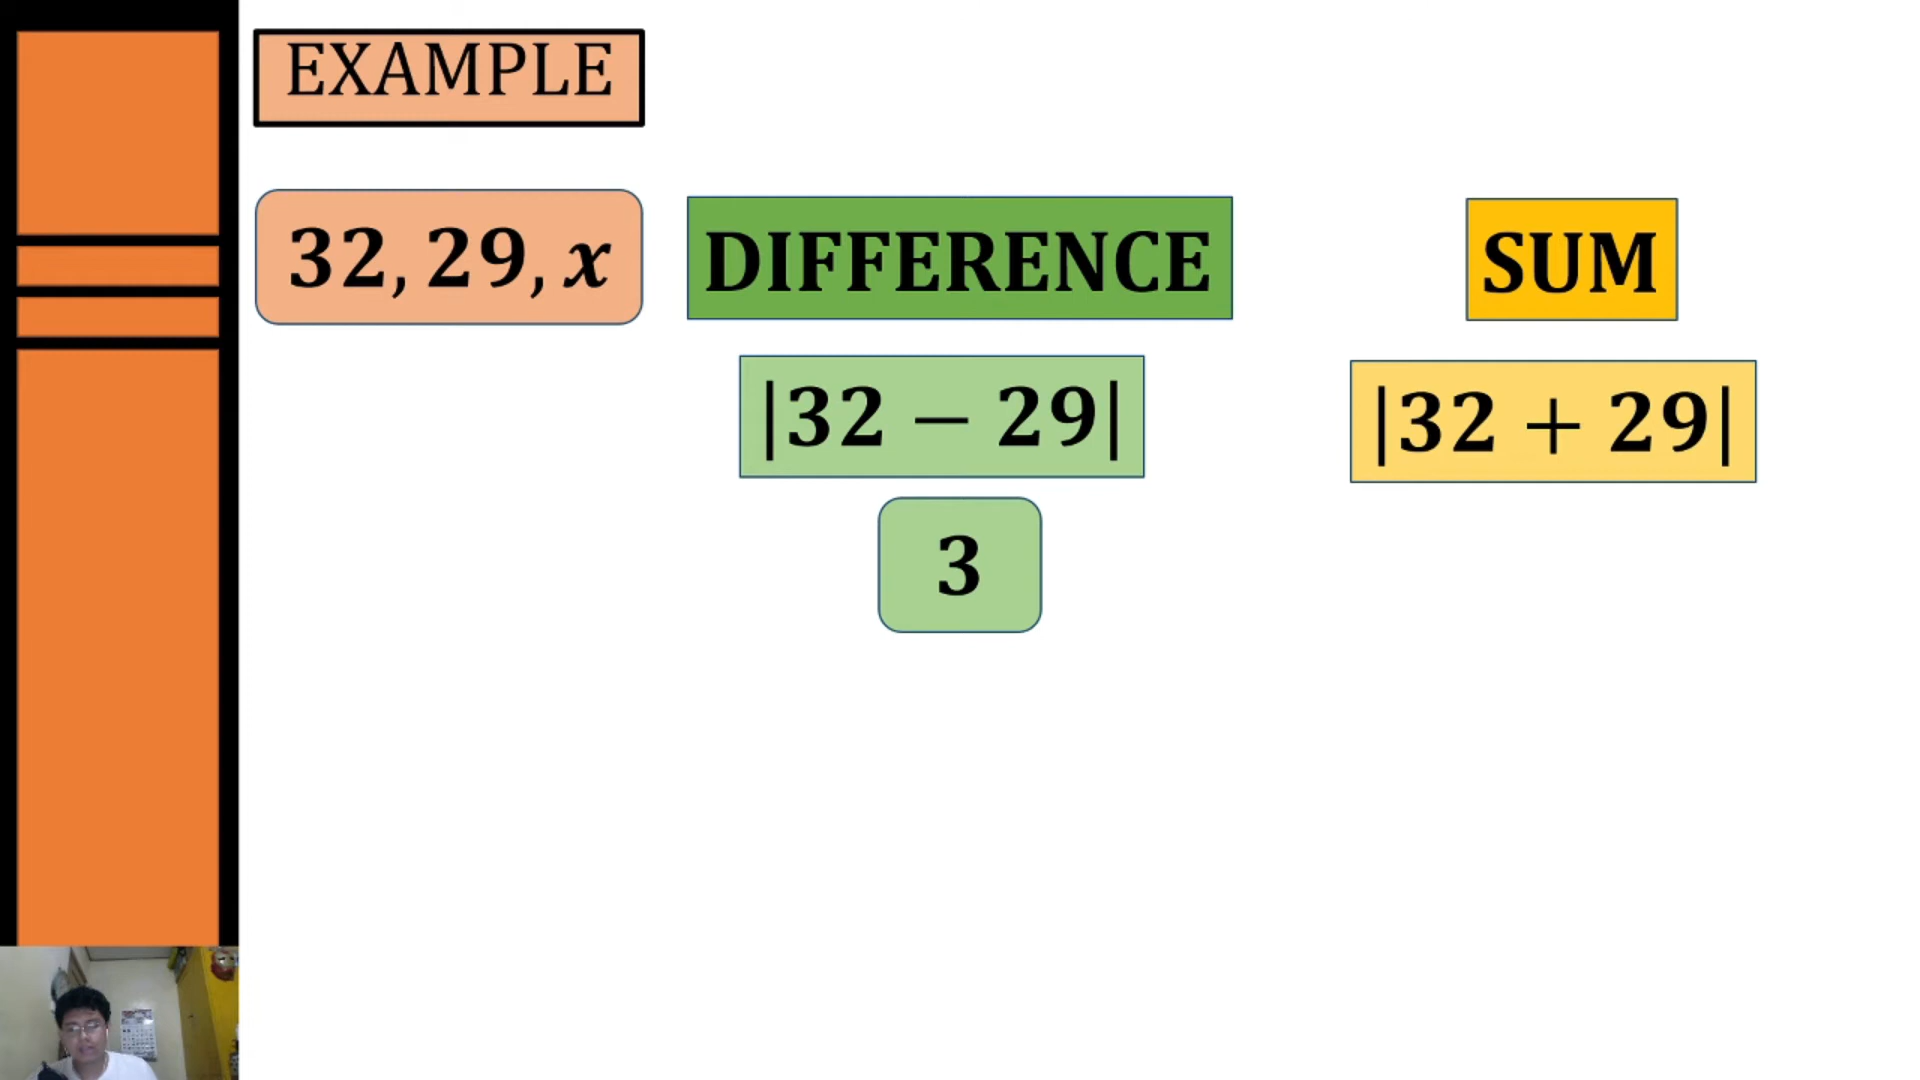 EXAMPLE
32, 29, x
DIFFERENCE
SUM
|32 − 29|
|32 + 29|
3